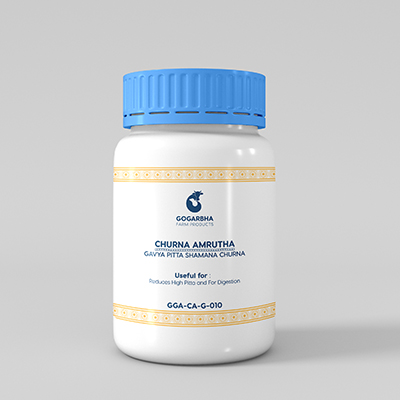 GOGARBHA
FARM PRODUCTS
CHURNA AMRUTHA
GAVYA PITTA SHAMANA CHURNA
Useful for :
Reduces High Pitta and For Digestion
GGA-CA-G-010